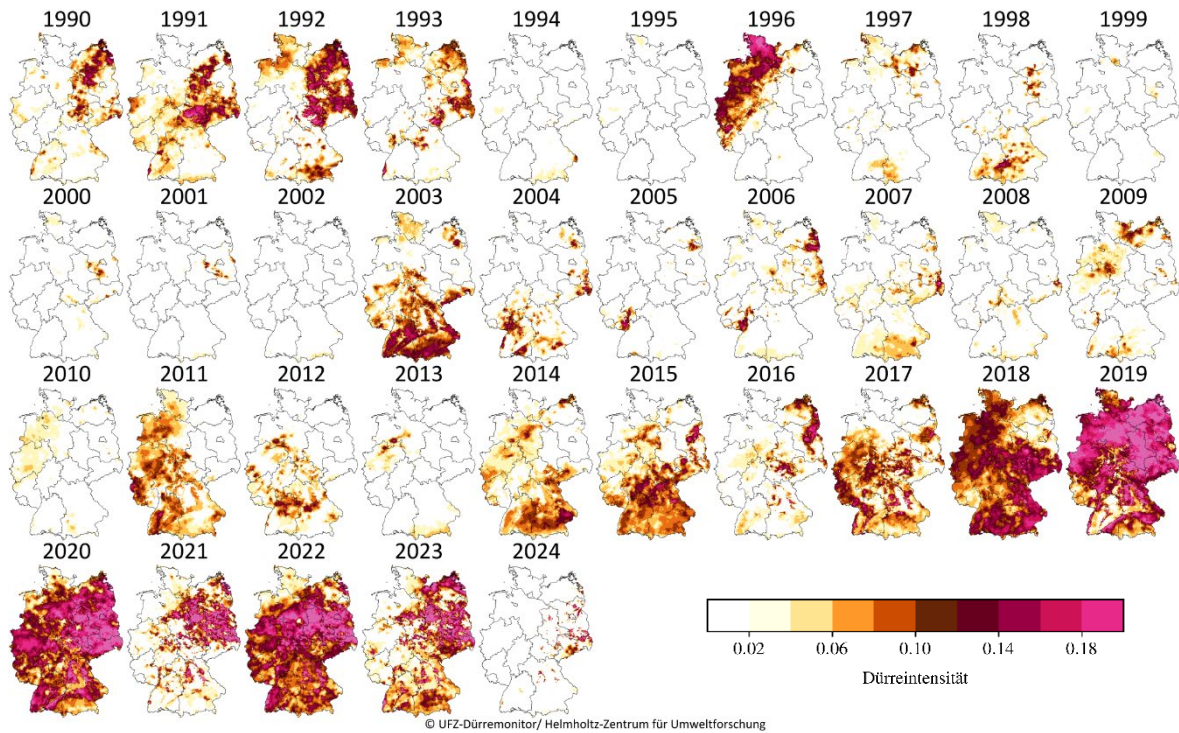 1990 1991 1992 1993 1994 1995 1996 1997 1998 1999
2000 2001 2002 2003 2004 2005 2006 2007 2008 2009
2010 2011 2012 2013 2014 2015 2016 2017 2018 2019
2020 2021 2022 2023 2024
0.02 0.06 0.10 0.14 0.18
Dürreintensität
© UFZ-Dürremonitor/ Helmholtz-Zentrum für Umweltforschung